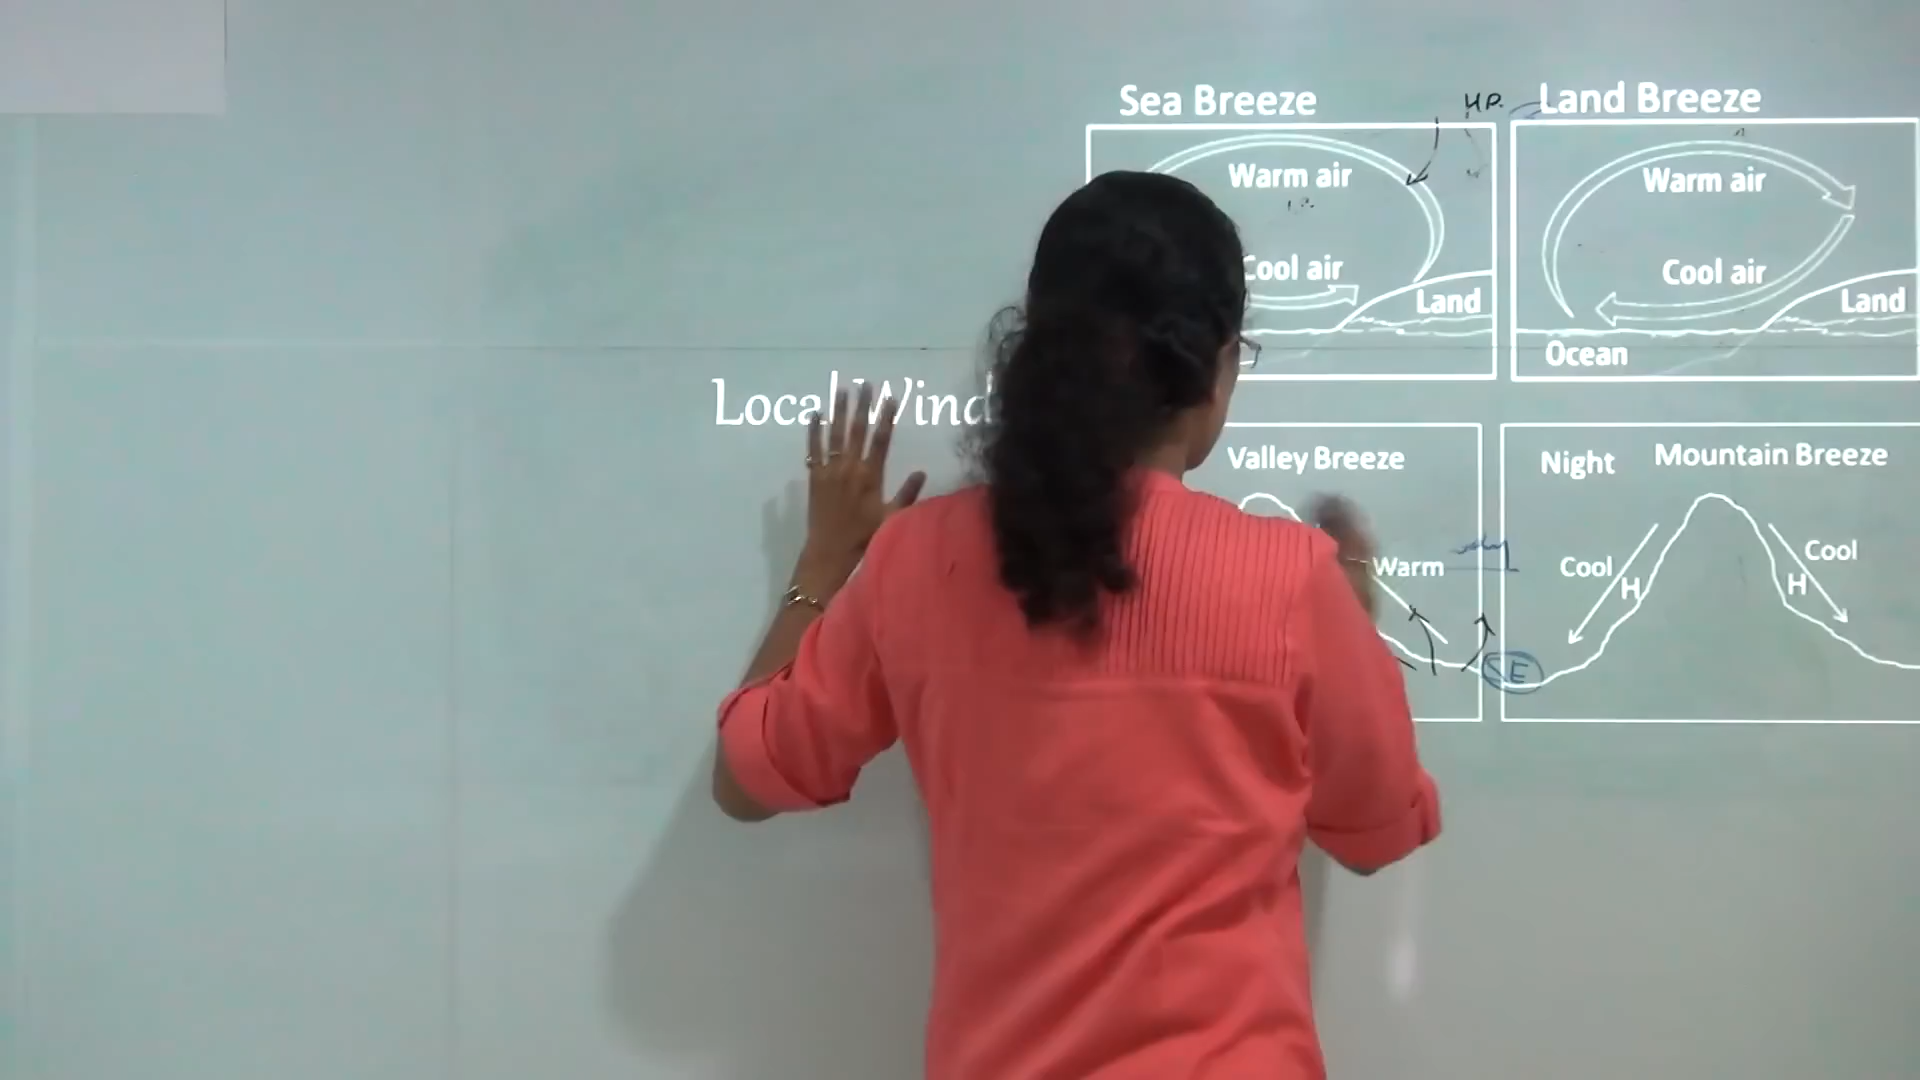 Sea Breeze
HP.
Land Breeze
Warm air
Cool air
Land
Warm air
Cool air
Land
Ocean
Local Wind
Valley Breeze
Warm
E
Night
Mountain Breeze
Cool
H
Cool
H